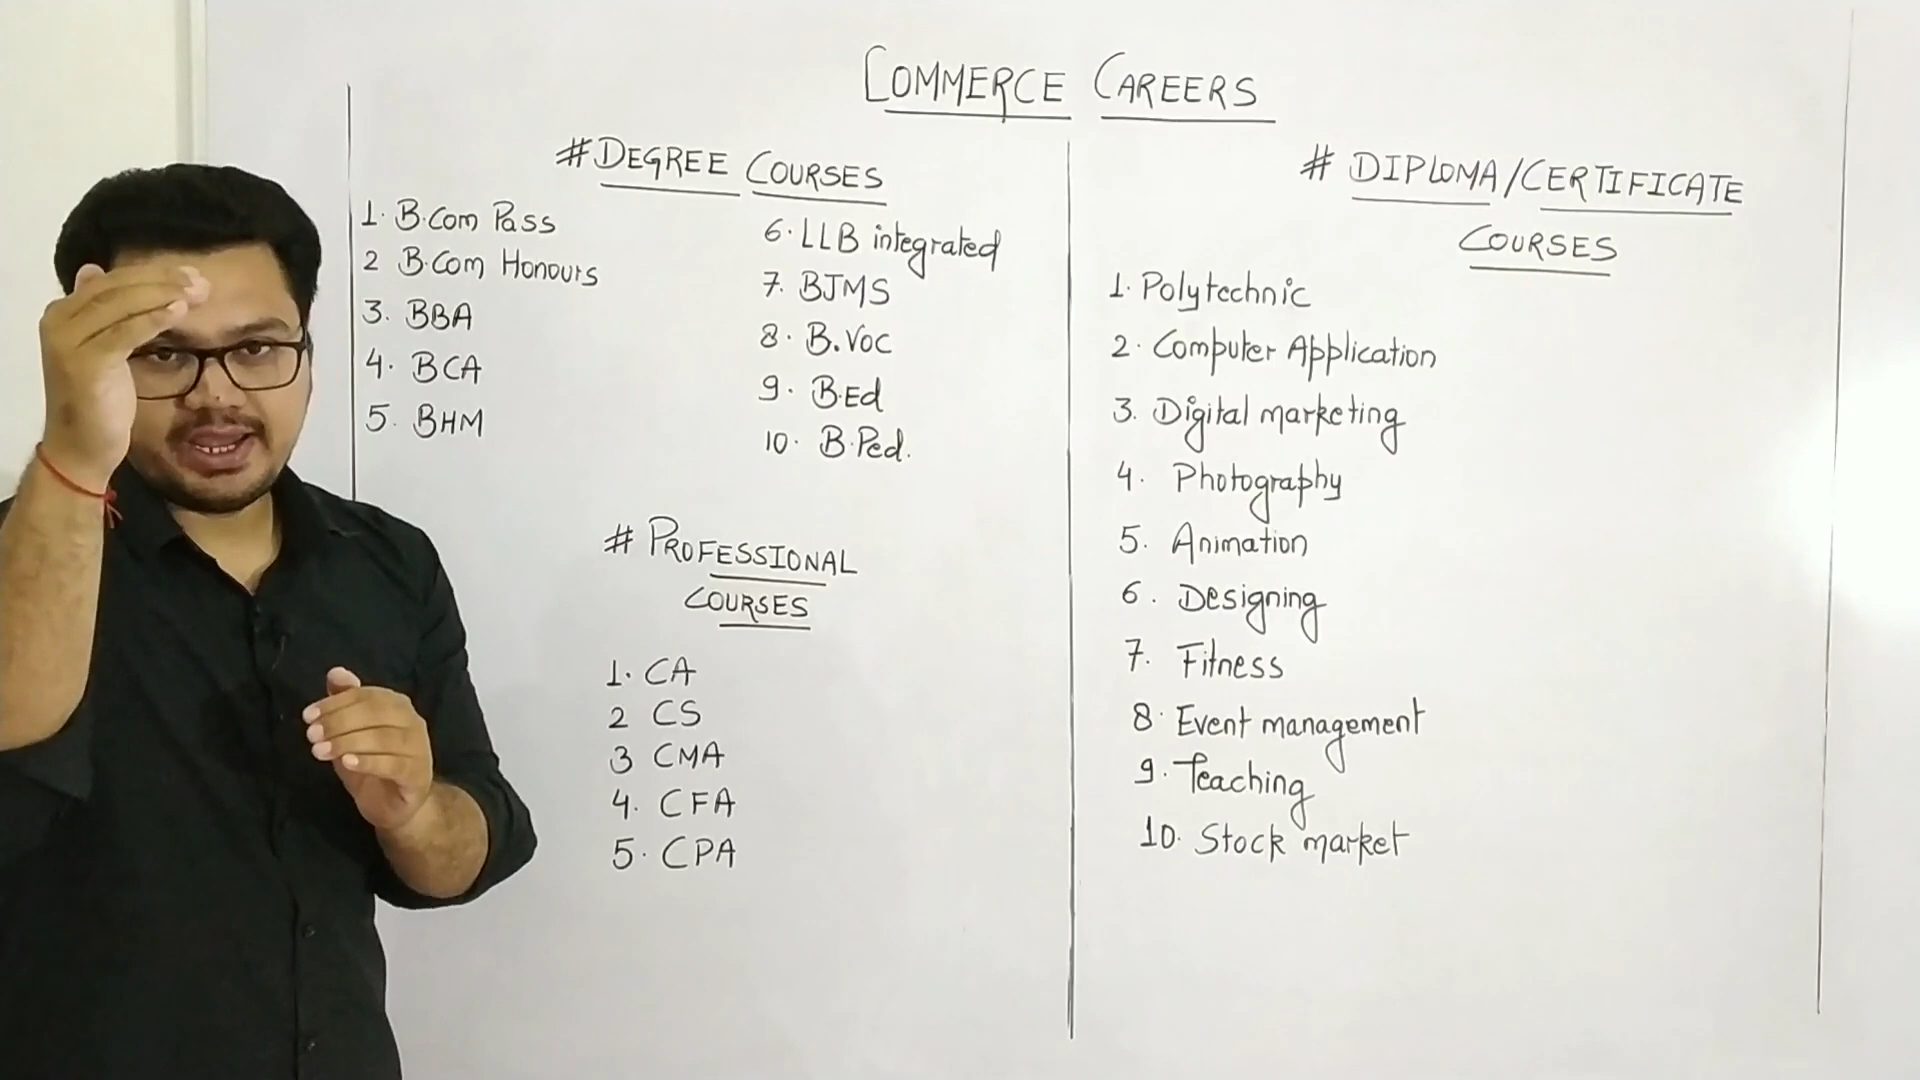 COMMERCE CAREERS
# DEGREE COURSES
1. B.Com Pass
2 B.Com Honours
3. BBA
4. BCA
5. BHM
6. LLB integrated
7. BJMS
8. B.Voc
9. B.Ed
10. B.Ped.
# PROFESSIONAL
COURSES
1. CA
2 CS
3 CMA
4. CFA
5. CPA
# DIPLOMA/CERTIFICATE
COURSES
1. Polytechnic
2. Computer Application
3. Digital marketing
4. Photography
5. Animation
6. Designing
7. Fitness
8. Event management
9. Teaching
10. Stock market